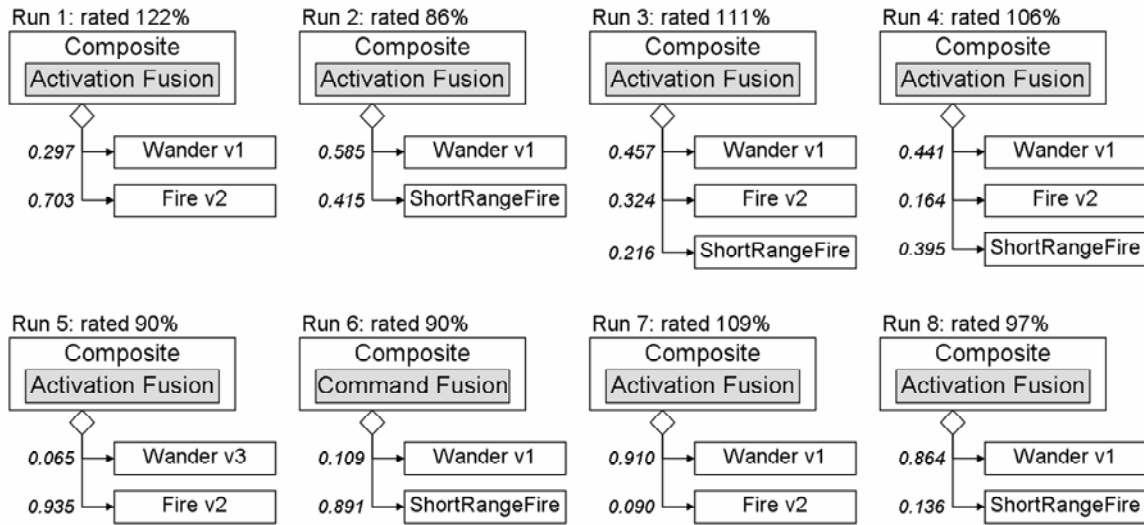 Run 1: rated 122%
Composite
Activation Fusion
0.297
Wander v1
0.703
Fire v2
Run 2: rated 86%
Composite
Activation Fusion
0.585
Wander v1
0.415
ShortRangeFire
Run 3: rated 111%
Composite
Activation Fusion
0.457
Wander v1
0.324
Fire v2
0.216
ShortRangeFire
Run 4: rated 106%
Composite
Activation Fusion
0.441
Wander v1
0.164
Fire v2
0.395
ShortRangeFire
Run 5: rated 90%
Composite
Activation Fusion
0.065
Wander v3
0.935
Fire v2
Run 6: rated 90%
Composite
Command Fusion
0.109
Wander v1
0.891
ShortRangeFire
Run 7: rated 109%
Composite
Activation Fusion
0.910
Wander v1
0.090
Fire v2
Run 8: rated 97%
Composite
Activation Fusion
0.864
Wander v1
0.136
ShortRangeFire